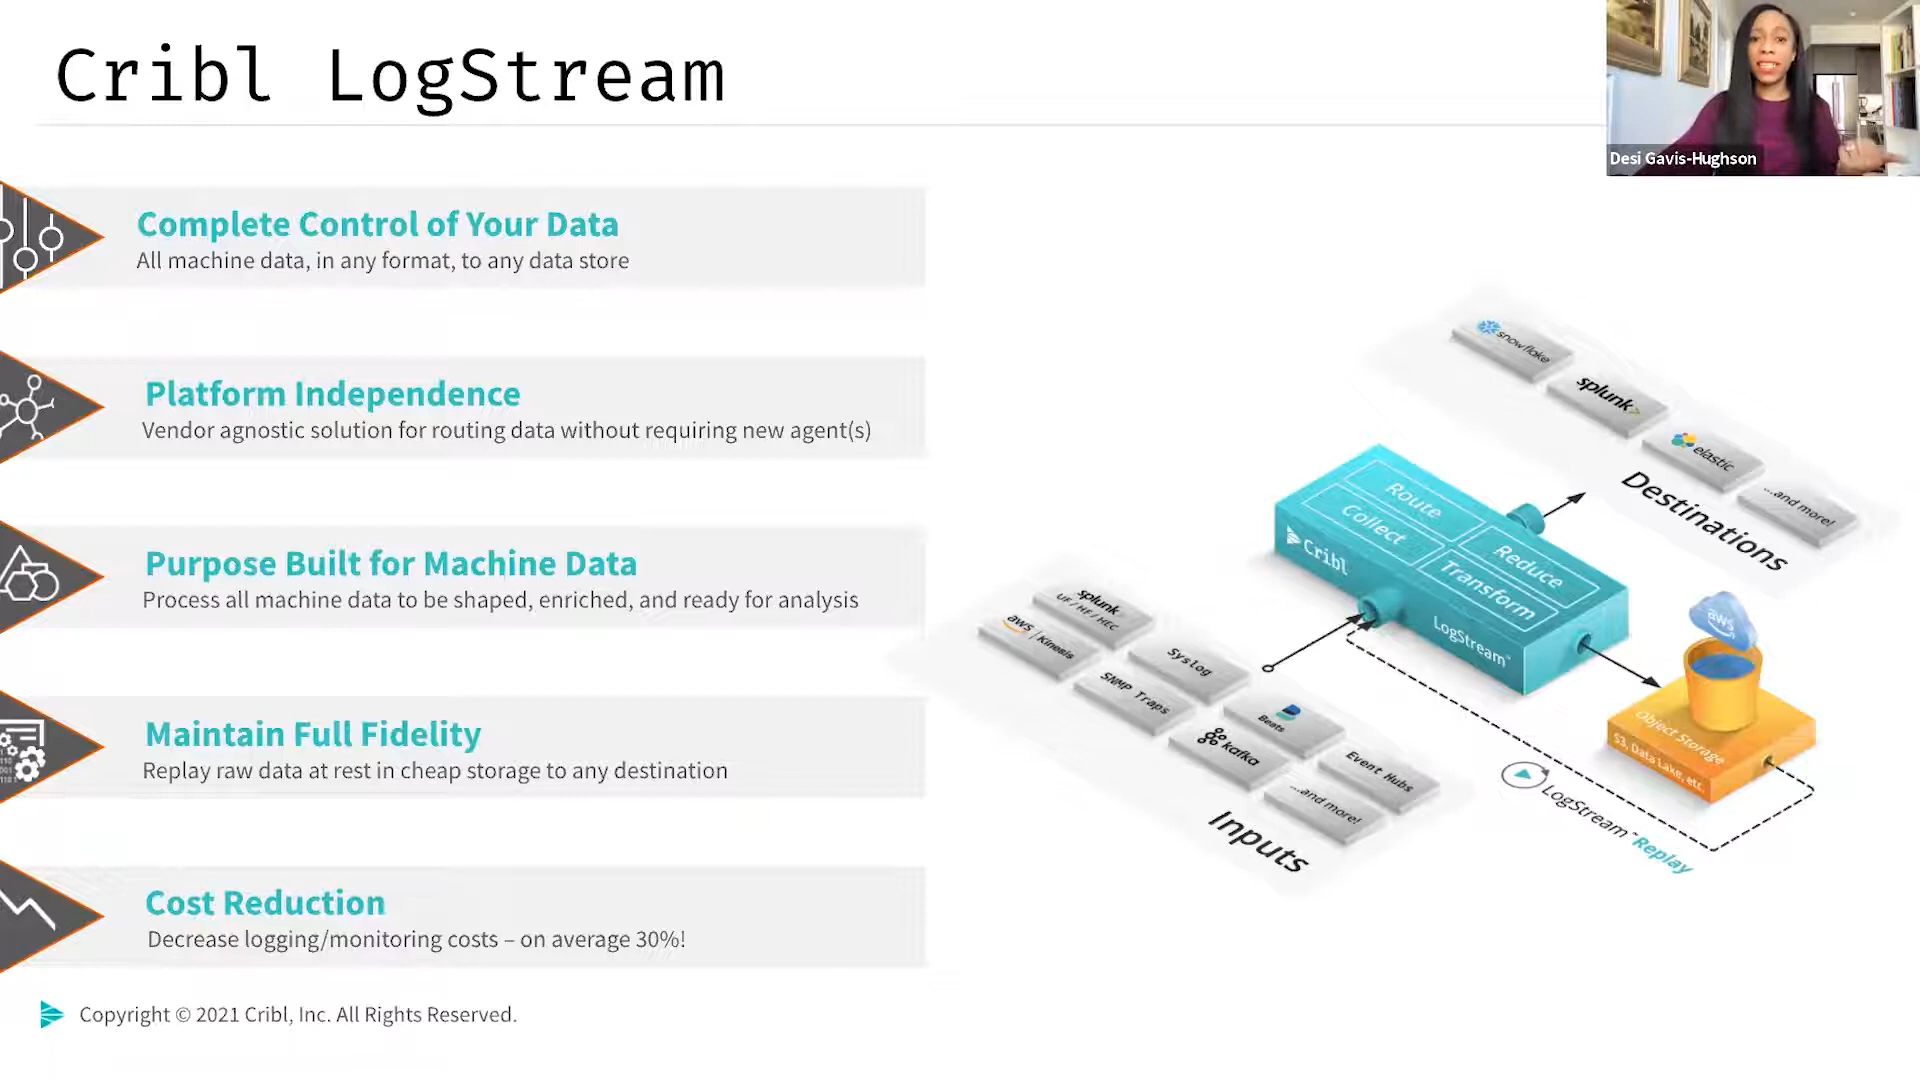 Cribl LogStream
Desi Gavis-Hughson
Complete Control of Your Data
All machine data, in any format, to any data store
Platform Independence
Vendor agnostic solution for routing data without requiring new agent(s)
Purpose Built for Machine Data
Process all machine data to be shaped, enriched, and ready for analysis
Maintain Full Fidelity
Replay raw data at rest in cheap storage to any destination
Cost Reduction
Decrease logging/monitoring costs – on average 30%!
snowflake
splunk>
elastic
...and more!
Destinations
Route
Collect
Reduce
Transform
Cribl
LogStream™
splunk
UF / HF / HEC
aws | Kinesis
Syslog
SNMP Traps
Beats
kafka
Event Hubs
...and more!
Inputs
aws
Object Storage
S3, Data Lake, etc.
LogStream™ Replay
Copyright © 2021 Cribl, Inc. All Rights Reserved.